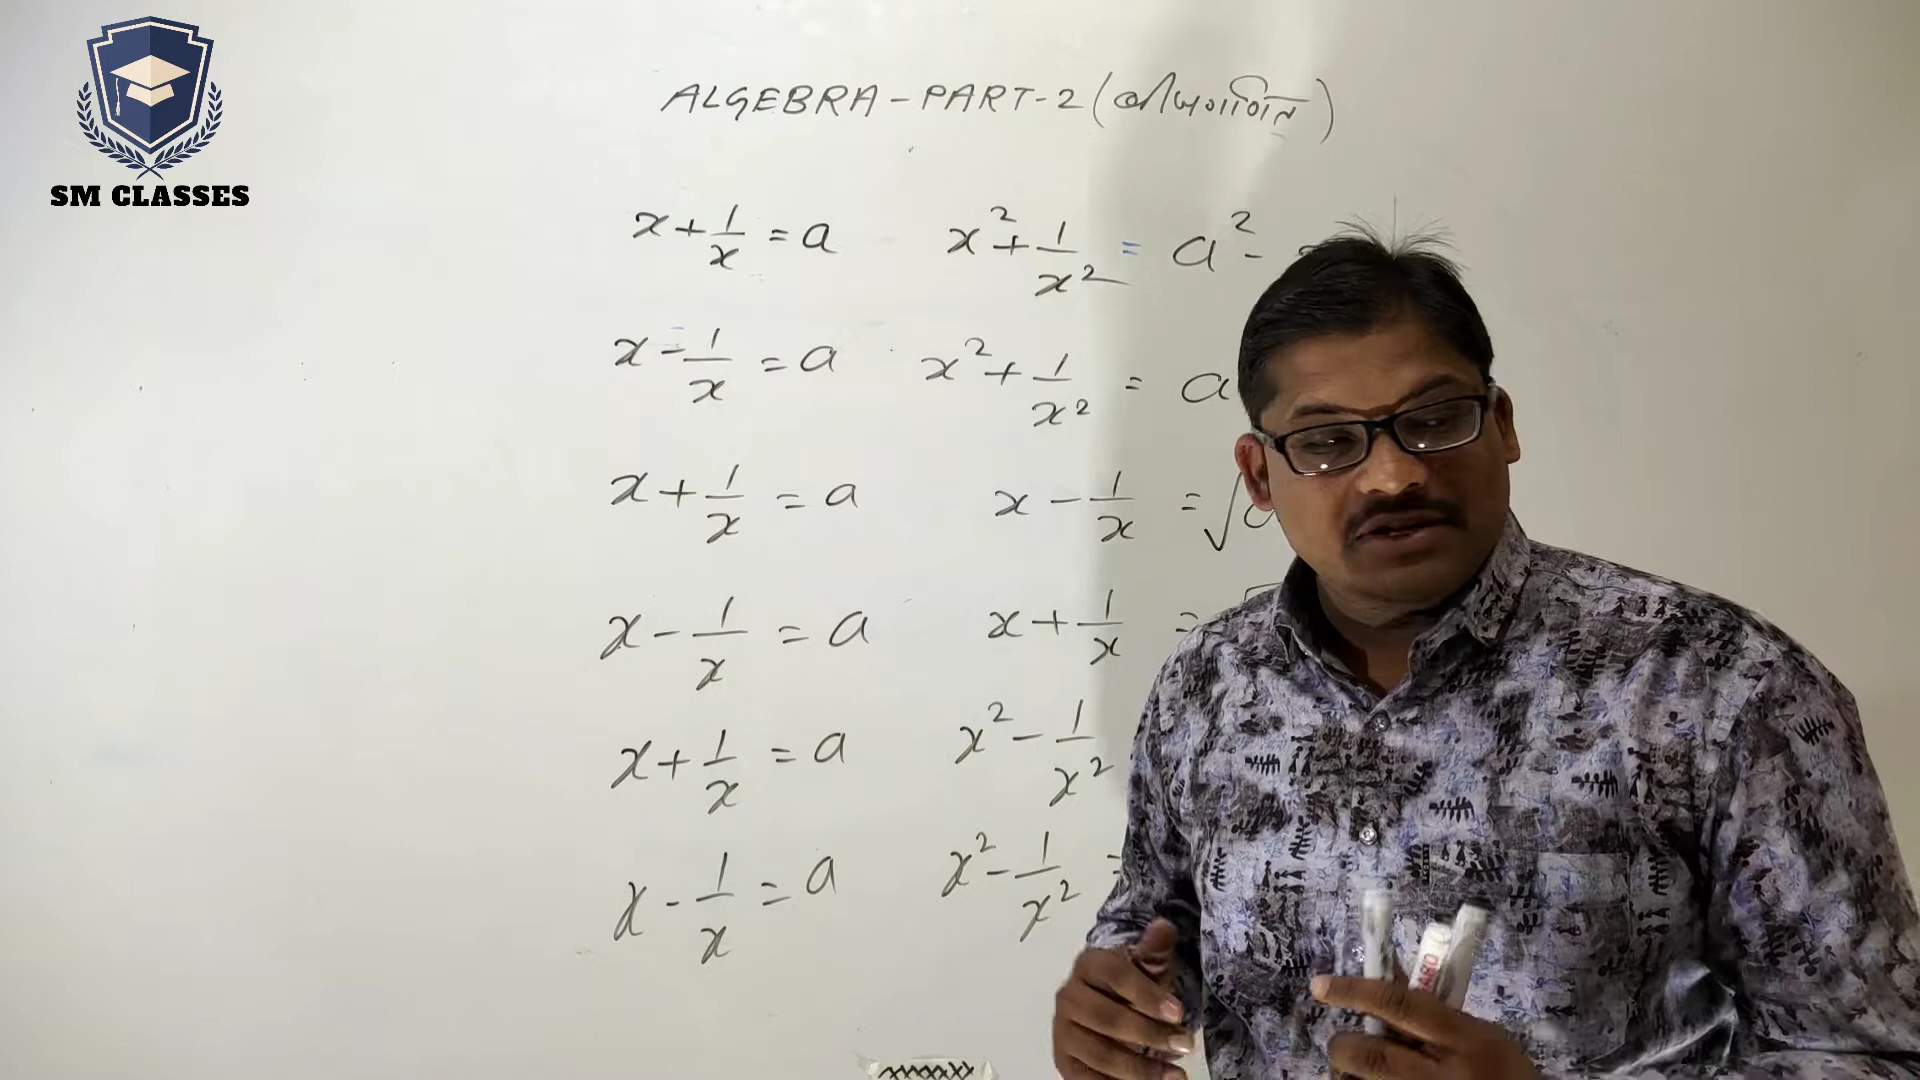 SM CLASSES
ALGEBRA - PART-2 (বীজগণিত)
x + 1/x = a x² + 1/x² = a² -
x - 1/x = a x² + 1/x² = a
x + 1/x = a x - 1/x = √a
x - 1/x = a x + 1/x =
x + 1/x = a x² - 1/x²
x - 1/x = a x² - 1/x² =